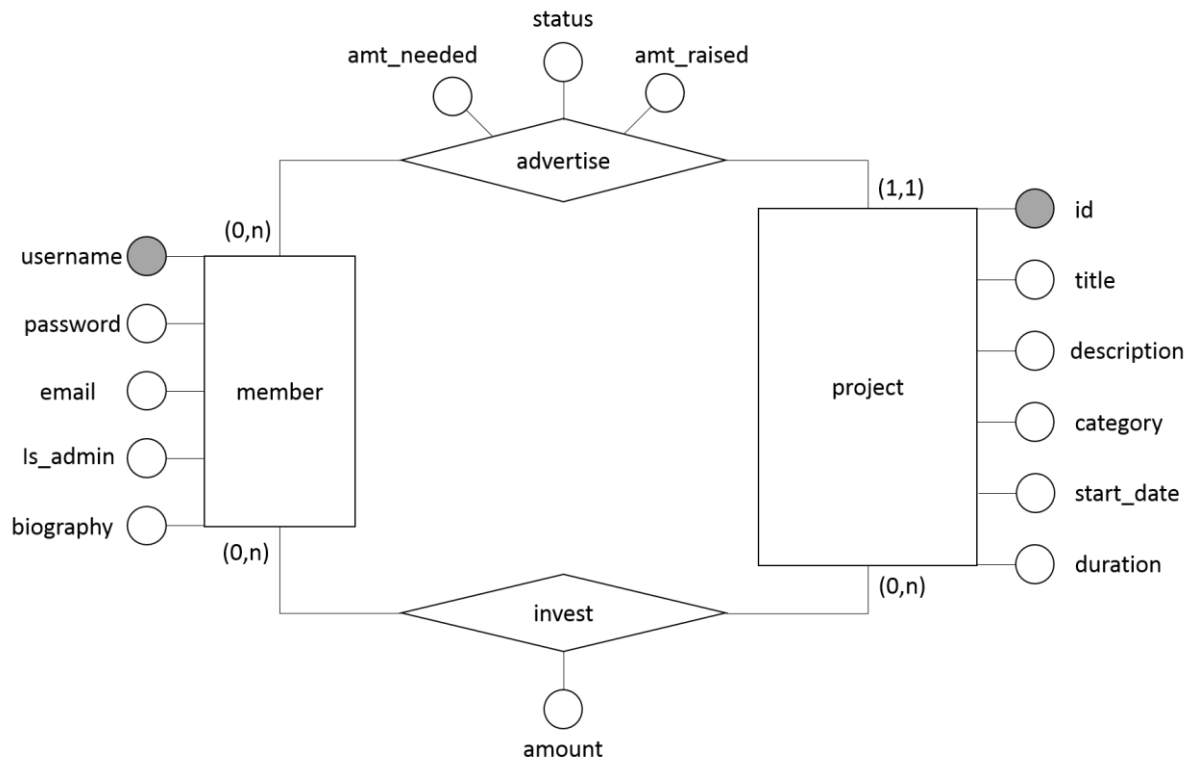 status
amt_needed
amt_raised
advertise
(0,n)
(1,1)
username
password
email
Is_admin
biography
member
project
id
title
description
category
start_date
duration
(0,n)
(0,n)
invest
amount